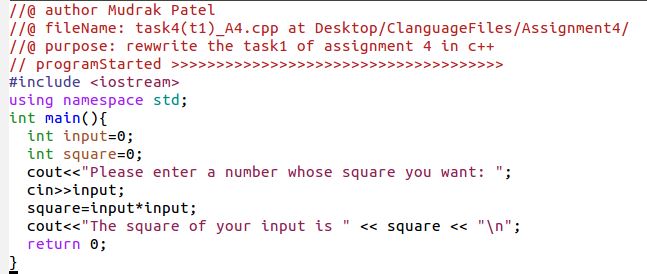 //@ author Mudrak Patel
//@ fileName: task4(t1)_A4.cpp at Desktop/ClanguageFiles/Assignment4/
//@ purpose: rewwrite the task1 of assignment 4 in c++
// programStarted >>>>>>>>>>>>>>>>>>>>>>>>>>>>>>>>>>>>>
#include <iostream>
using namespace std;
int main(){
  int input=0;
  int square=0;
  cout<<"Please enter a number whose square you want: ";
  cin>>input;
  square=input*input;
  cout<<"The square of your input is " << square << "\n";
  return 0;
}